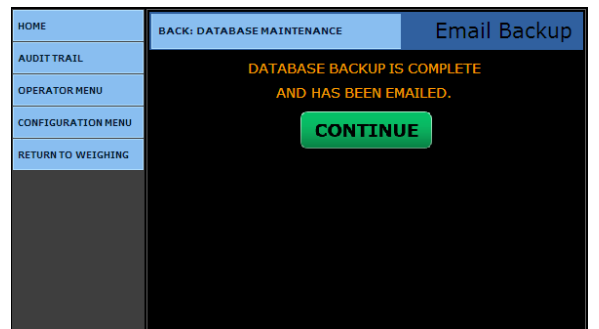 HOME
AUDIT TRAIL
OPERATOR MENU
CONFIGURATION MENU
RETURN TO WEIGHING
BACK: DATABASE MAINTENANCE
Email Backup
DATABASE BACKUP IS COMPLETE
AND HAS BEEN EMAILED.
CONTINUE